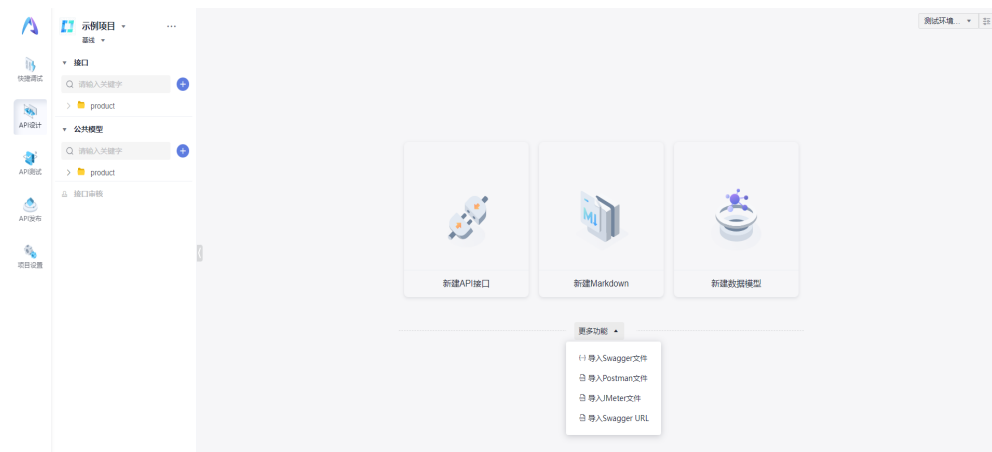 示例项目
基线
测试环境...
快捷调试
API设计
API测试
API发布
项目设置
接口
请输入关键字
product
公共模型
请输入关键字
product
接口审稿
新建API接口
新建Markdown
新建数据模型
更多功能
导入Swagger文件
导入Postman文件
导入JMeter文件
导入Swagger URL